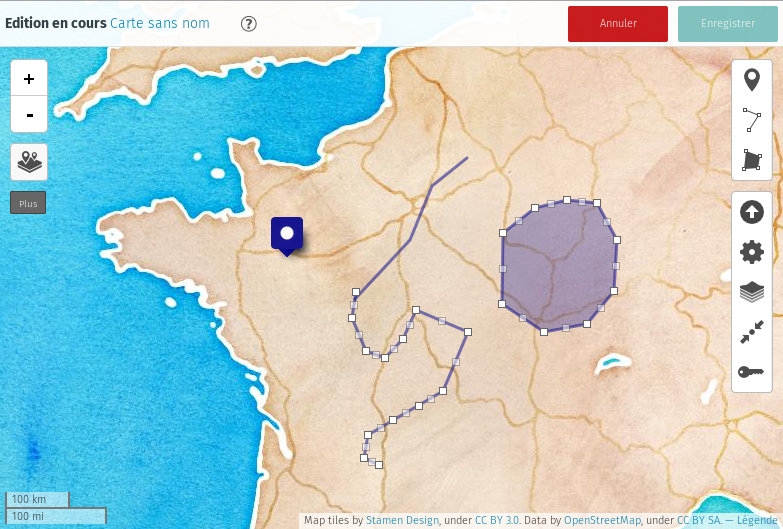 Edition en cours Carte sans nom ?
Annuler
Enregistrer
+
-
Plus
100 km
100 mi
Map tiles by Stamen Design, under CC BY 3.0. Data by OpenStreetMap, under CC BY SA. — Légende